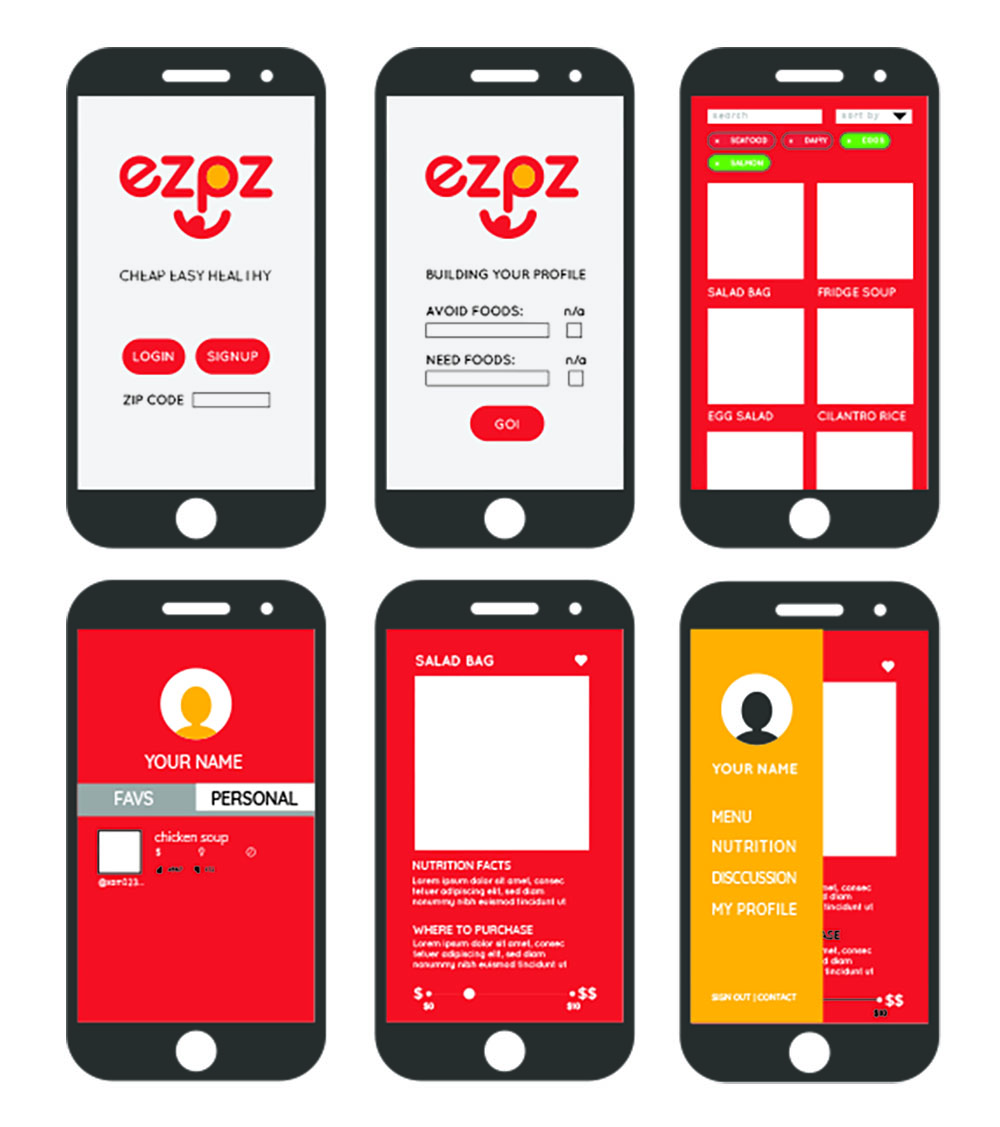 ezpz
CHEAP EASY HEALTHY
LOGIN SIGNUP
ZIP CODE
ezpz
BUILDING YOUR PROFILE
AVOID FOODS: n/a
NEED FOODS: n/a
GO!
search sort by
× SEAFOOD × DAIRY × EGGS
× SALMON
SALAD BAG FRIDGE SOUP
EGG SALAD CILANTRO RICE
YOUR NAME
FAVS PERSONAL
chicken soup
$
SALAD BAG
NUTRITION FACTS
Lorem ipsum dolor sit amet, consec
tetuer adipiscing elit, sed diam
nonummy nibh euismod tincidunt ut
WHERE TO PURCHASE
Lorem ipsum dolor sit amet, consec
tetuer adipiscing elit, sed diam
nonummy nibh euismod tincidunt ut
$ $$
$0 $10
YOUR NAME
MENU
NUTRITION
DISCCUSSION
MY PROFILE
SIGN OUT | CONTACT
met, consec
d diam
tincidunt ut
ASE
met, consec
d diam
tincidunt ut
$$
$10